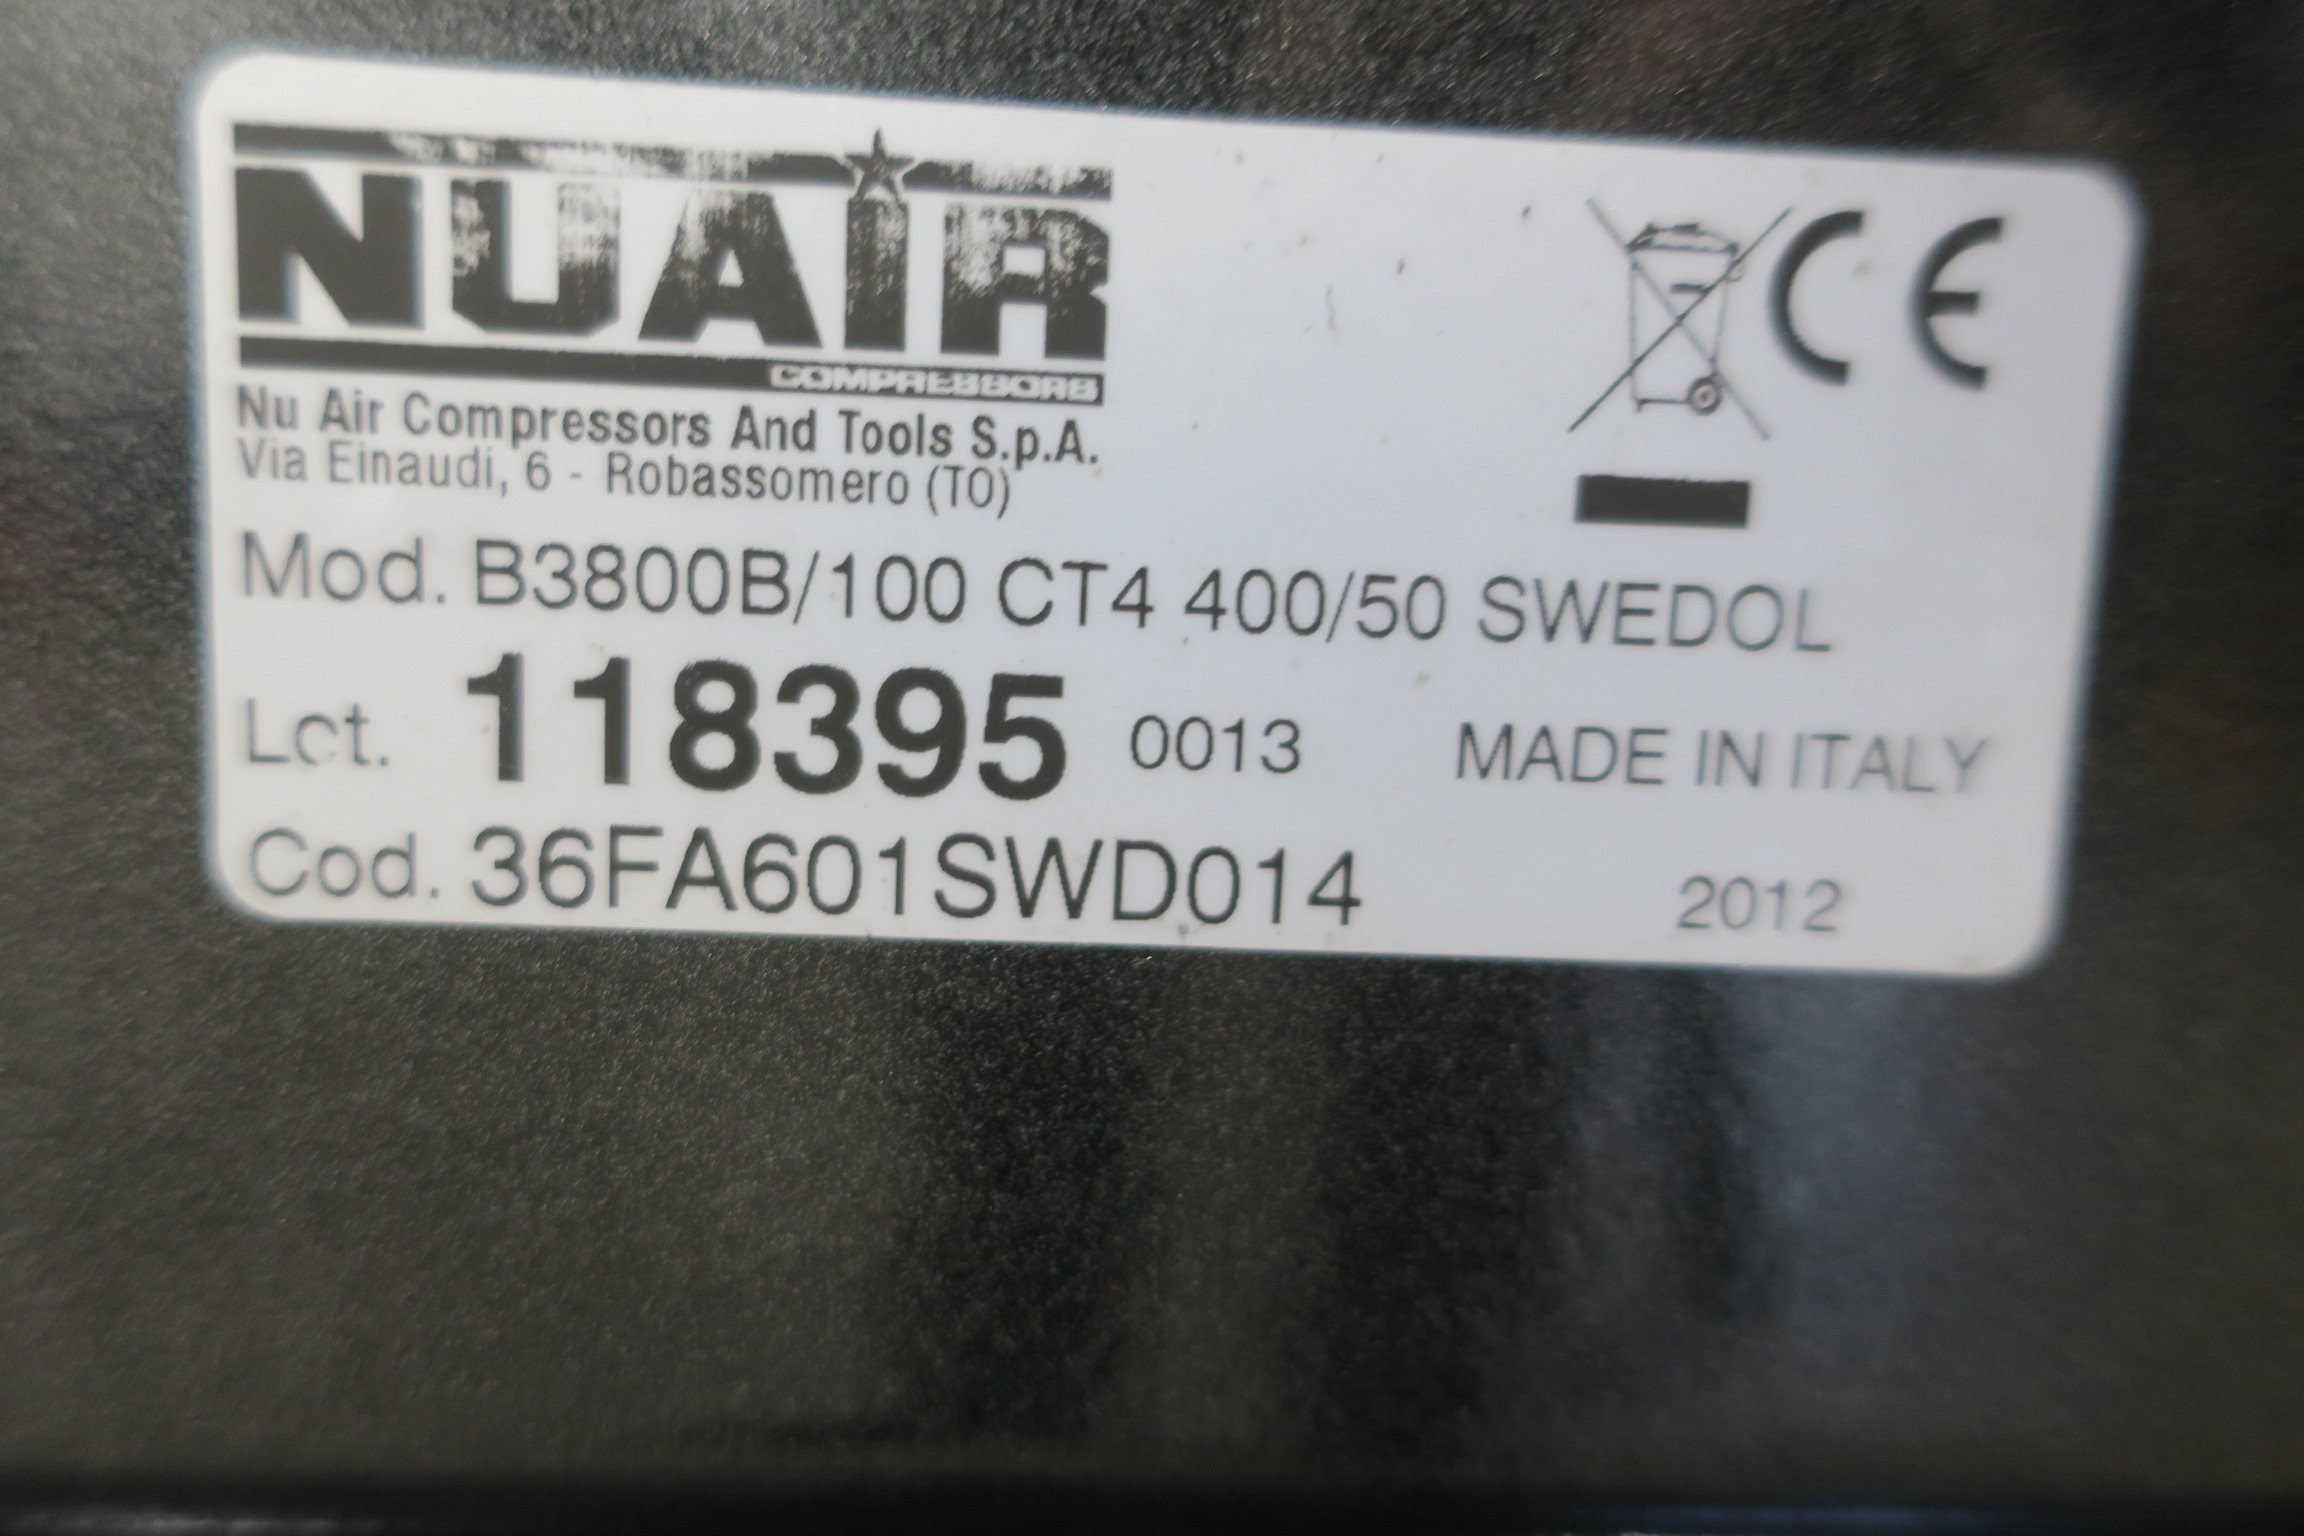 NUAIR
COMPRESSORS
Nu Air Compressors And Tools S.p.A.
Via Einaudi, 6 - Robassomero (TO)
CE
Mod. B3800B/100 CT4 400/50 SWEDOL
Lot. 118395 0013 MADE IN ITALY
Cod. 36FA601SWD014 2012